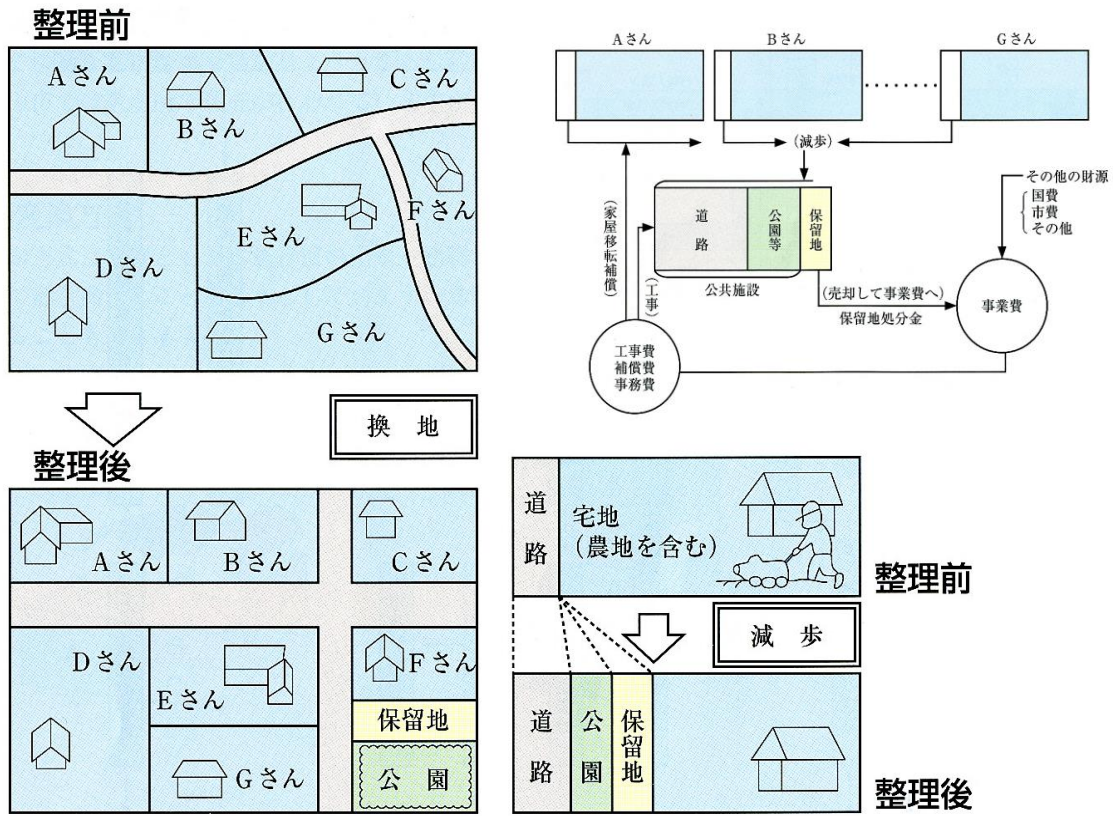 整理前
Aさん
Bさん
Cさん
Dさん
Eさん
Fさん
Gさん
換地
整理後
Aさん
Bさん
Cさん
Dさん
Eさん
Fさん
Gさん
保留地
公園
Aさん
Bさん
Gさん
(減歩)
道路
公園等
保留地
公共施設
(家屋移転補償)
(工事)
(売却して事業費へ)
保留地処分金
その他の財源
国費
市費
その他
事業費
工事費
補償費
事務費
道路
宅地
(農地を含む)
整理前
減歩
道路
公園
保留地
整理後